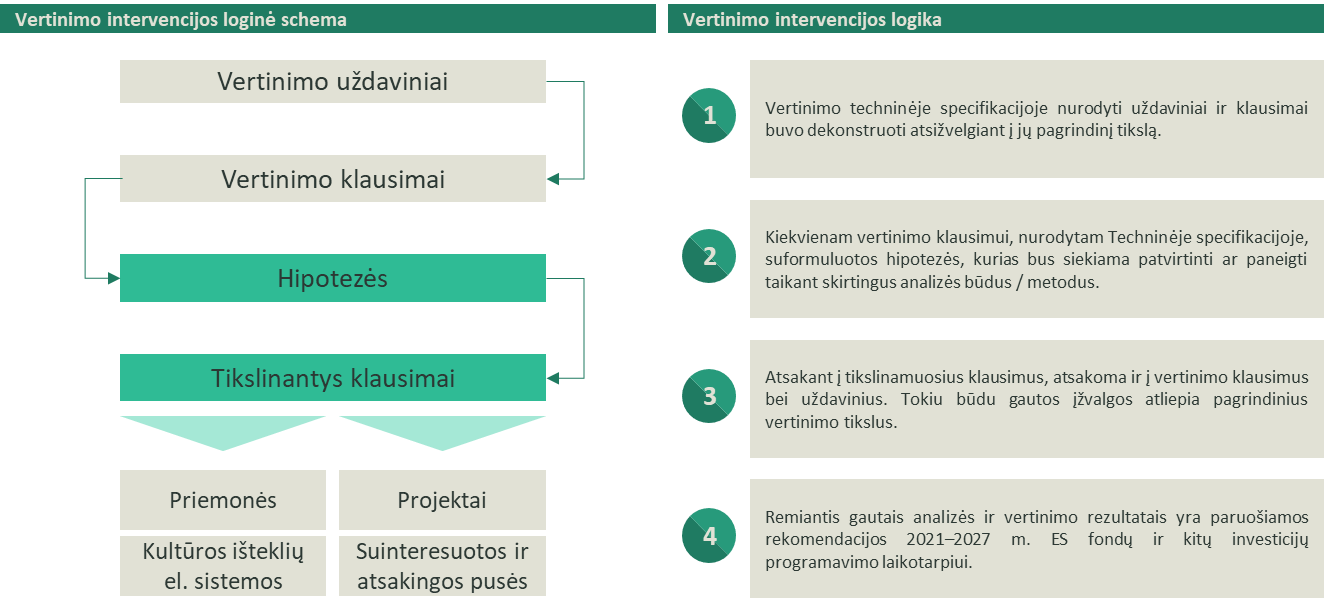 Vertinimo intervencijos loginė schema
Vertinimo uždaviniai
Vertinimo klausimai
Hipotezės
Tikslinantys klausimai
Priemonės
Projektai
Kultūros išteklių
el. sistemos
Suinteresuotos ir
atsakingos pusės
Vertinimo intervencijos logika
1
Vertinimo techninėje specifikacijoje nurodyti uždaviniai ir klausimai
buvo dekonstruoti atsižvelgiant į jų pagrindinį tikslą.
2
Kiekvienam vertinimo klausimui, nurodytam Techninėje specifikacijoje,
suformuluotos hipotezės, kurias bus siekiama patvirtinti ar paneigti
taikant skirtingus analizės būdus / metodus.
3
Atsakant į tikslinamuosius klausimus, atsakoma ir į vertinimo klausimus
bei uždavinius. Tokiu būdu gautos įžvalgos atliepia pagrindinius
vertinimo tikslus.
4
Remiantis gautais analizės ir vertinimo rezultatais yra paruošiamos
rekomendacijos 2021–2027 m. ES fondų ir kitų investicijų
programavimo laikotarpiui.